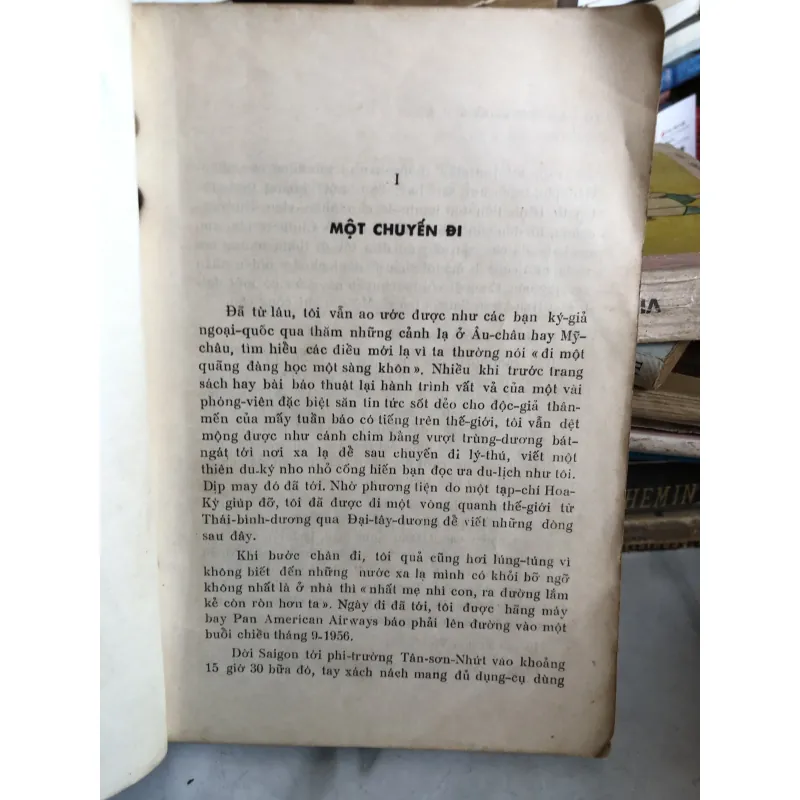 I
MỘT CHUYẾN ĐI
Đã từ lâu, tôi vẫn ao ước được như các bạn ký-giả
ngoại-quốc qua thăm những cảnh lạ ở Âu-châu hay Mỹ-
châu, tìm hiểu các điều mới lạ vì ta thường nói « đi một
quãng đàng học một sàng khôn ». Nhiều khi trước trang
sách hay bài báo thuật lại hành trình vất vả của một vài
phóng-viên đặc biệt săn tin tức sốt dẻo cho độc-giả thân-
mến của mấy tuần báo có tiếng trên thế-giới, tôi vẫn dệt
mộng được như cánh chim bằng vượt trùng-dương bát-
ngát tới nơi xa lạ để sau chuyến đi lý-thú, viết một
thiên du-ký nho nhỏ cống hiến bạn đọc ưa du-lịch như tôi.
Dịp may đó đã tới. Nhờ phương tiện do một tạp-chí Hoa-
Kỳ giúp đỡ, tôi đã được đi một vòng quanh thế-giới từ
Thái-bình-dương qua Đại-tây-dương để viết những dòng
sau đây.
Khi bước chân đi, tôi quả cũng hơi lúng-túng vì
không biết đến những nước xa lạ mình có khỏi bỡ ngỡ
không nhất là ở nhà thì « nhất mẹ nhì con, ra đường lắm
kẻ còn ròn hơn ta ». Ngày đi đã tới, tôi được hãng máy
bay Pan American Airways báo phải lên đường vào một
buổi chiều tháng 9-1956.
Dời Saigon tới phi-trường Tân-sơn-Nhứt vào khoảng
15 giờ 30 bữa đó, tay xách nách mang đủ dụng-cụ dùng
HEMIN